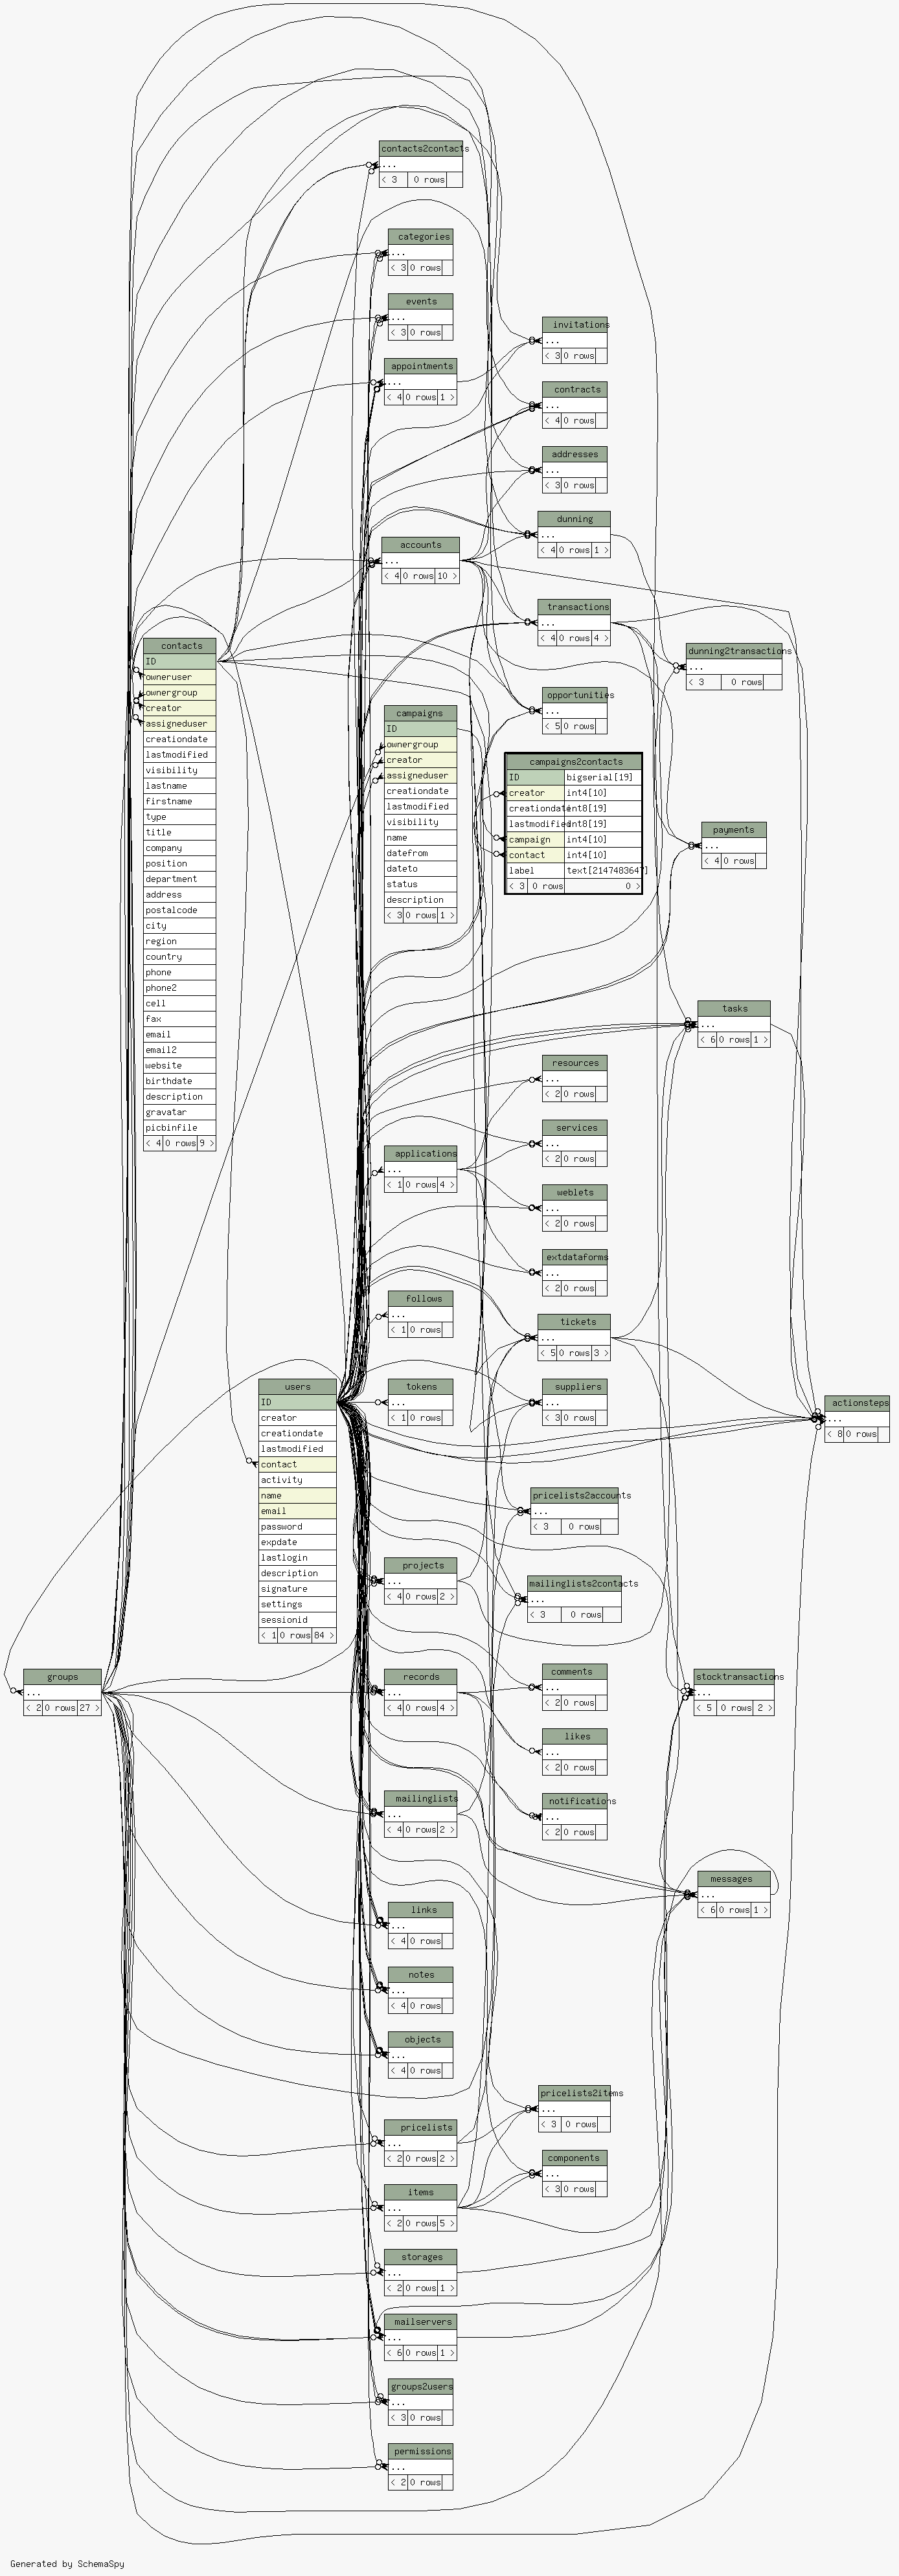 contacts2contacts
...
< 3 0 rows
categories
...
< 3 0 rows
events
...
< 3 0 rows
invitations
...
< 3 0 rows
appointments
...
< 4 0 rows 1 >
contracts
...
< 4 0 rows
addresses
...
< 3 0 rows
dunning
...
< 4 0 rows 1 >
accounts
...
< 4 0 rows 10 >
transactions
...
< 4 0 rows 4 >
dunning2transactions
...
< 3 0 rows
opportunities
...
< 5 0 rows
contacts
ID
owneruser
ownergroup
creator
assigneduser
creationdate
lastmodified
visibility
lastname
firstname
type
title
company
position
department
address
postalcode
city
region
country
phone
phone2
cell
fax
email
email2
website
birthdate
description
gravatar
picbinfile
< 4 0 rows 9 >
campaigns
ID
ownergroup
creator
assigneduser
creationdate
lastmodified
visibility
name
datefrom
dateto
status
description
< 3 0 rows 1 >
campaigns2contacts
ID bigserial[19]
creator int4[10]
creationdate int8[19]
lastmodified int8[19]
campaign int4[10]
contact int4[10]
label text[2147483647]
< 3 0 rows 0 >
payments
...
< 4 0 rows
tasks
...
< 6 0 rows 1 >
resources
...
< 2 0 rows
services
...
< 2 0 rows
applications
...
< 1 0 rows 4 >
weblets
...
< 2 0 rows
extdataforms
...
< 2 0 rows
follows
...
< 1 0 rows
tickets
...
< 5 0 rows 3 >
users
ID
creator
creationdate
lastmodified
contact
activity
name
email
password
expdate
lastlogin
description
signature
settings
sessionid
< 1 0 rows 84 >
tokens
...
< 1 0 rows
suppliers
...
< 3 0 rows
actionsteps
...
< 8 0 rows
pricelists2accounts
...
< 3 0 rows
projects
...
< 4 0 rows 2 >
mailinglists2contacts
...
< 3 0 rows
groups
...
< 2 0 rows 27 >
records
...
< 4 0 rows 4 >
comments
...
< 2 0 rows
stocktransactions
...
< 5 0 rows 2 >
likes
...
< 2 0 rows
mailinglists
...
< 4 0 rows 2 >
notifications
...
< 2 0 rows
messages
...
< 6 0 rows 1 >
links
...
< 4 0 rows
notes
...
< 4 0 rows
objects
...
< 4 0 rows
pricelists2items
...
< 3 0 rows
pricelists
...
< 2 0 rows 2 >
components
...
< 3 0 rows
items
...
< 2 0 rows 5 >
storages
...
< 2 0 rows 1 >
mailservers
...
< 6 0 rows 1 >
groups2users
...
< 3 0 rows
permissions
...
< 2 0 rows
Generated by SchemaSpy